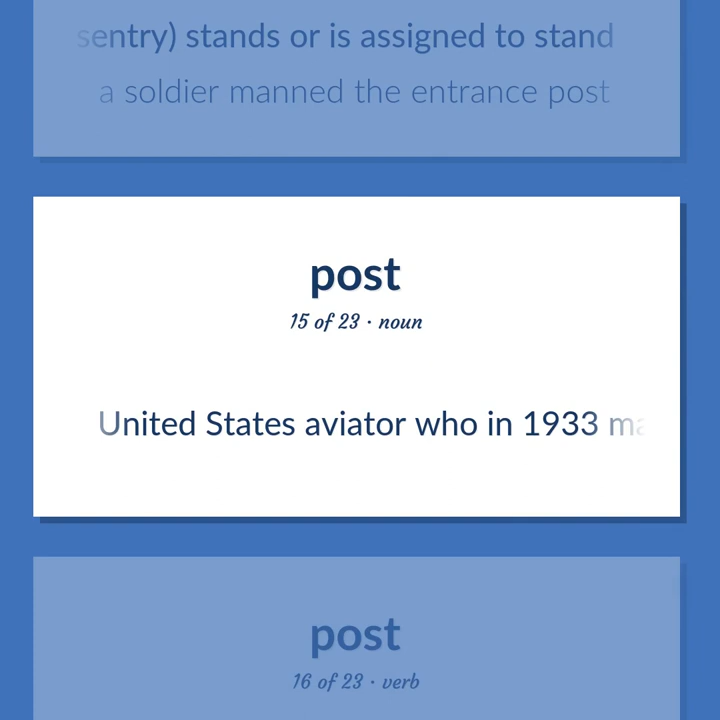 sentry) stands or is assigned to stand
a soldier manned the entrance post
post
15 of 23 · noun
United States aviator who in 1933
post
16 of 23 · verb